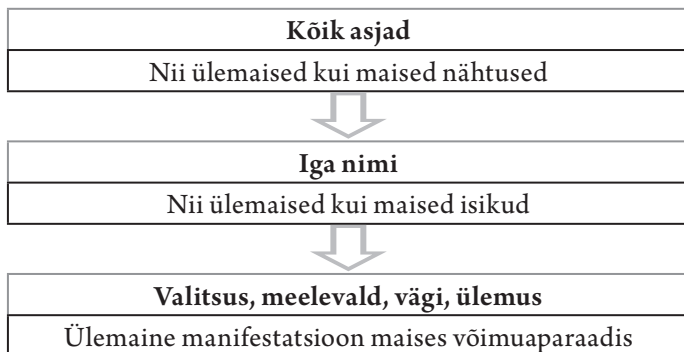 Kõik asjad
Nii ülemaised kui maised nähtused
Iga nimi
Nii ülemaised kui maised isikud
Valitsus, meelevald, vägi, ülemus
Ülemaine manifestatsioon maises võimuaparaadis